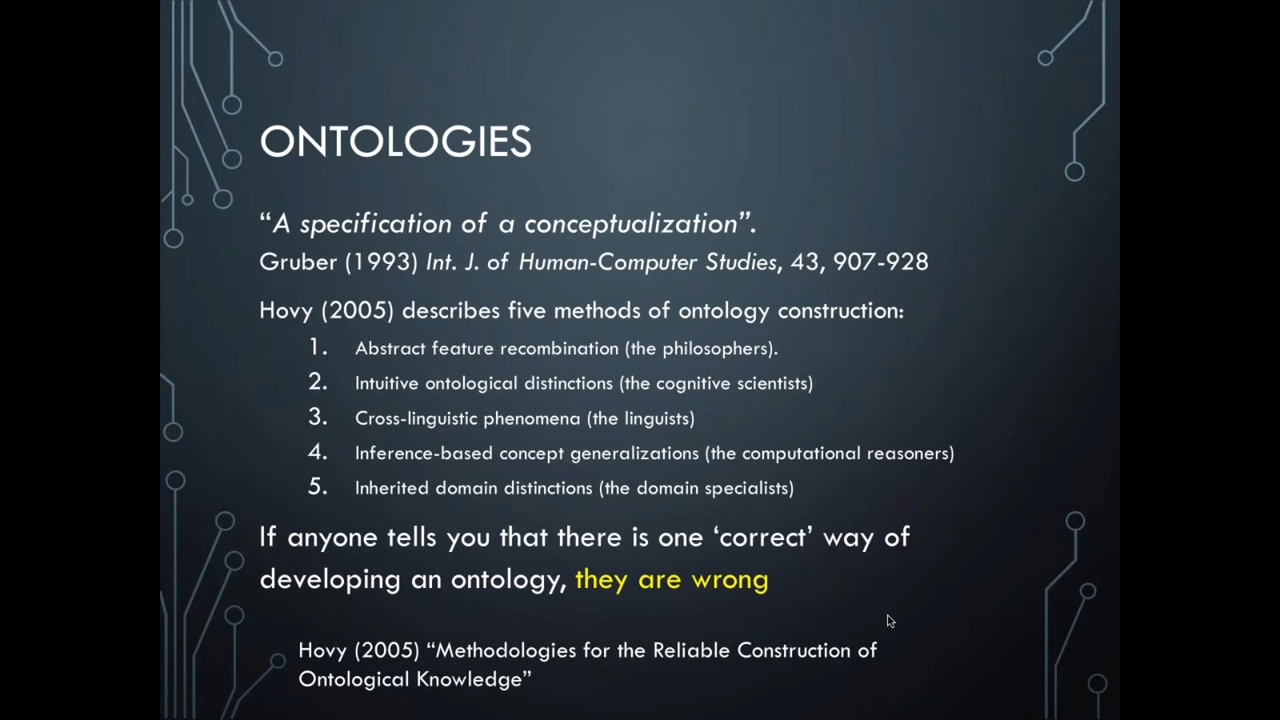 ONTOLOGIES
“A specification of a conceptualization”.
Gruber (1993) Int. J. of Human-Computer Studies, 43, 907-928
Hovy (2005) describes five methods of ontology construction:
1. Abstract feature recombination (the philosophers).
2. Intuitive ontological distinctions (the cognitive scientists)
3. Cross-linguistic phenomena (the linguists)
4. Inference-based concept generalizations (the computational reasoners)
5. Inherited domain distinctions (the domain specialists)
If anyone tells you that there is one ‘correct’ way of
developing an ontology, they are wrong
Hovy (2005) “Methodologies for the Reliable Construction of
Ontological Knowledge”